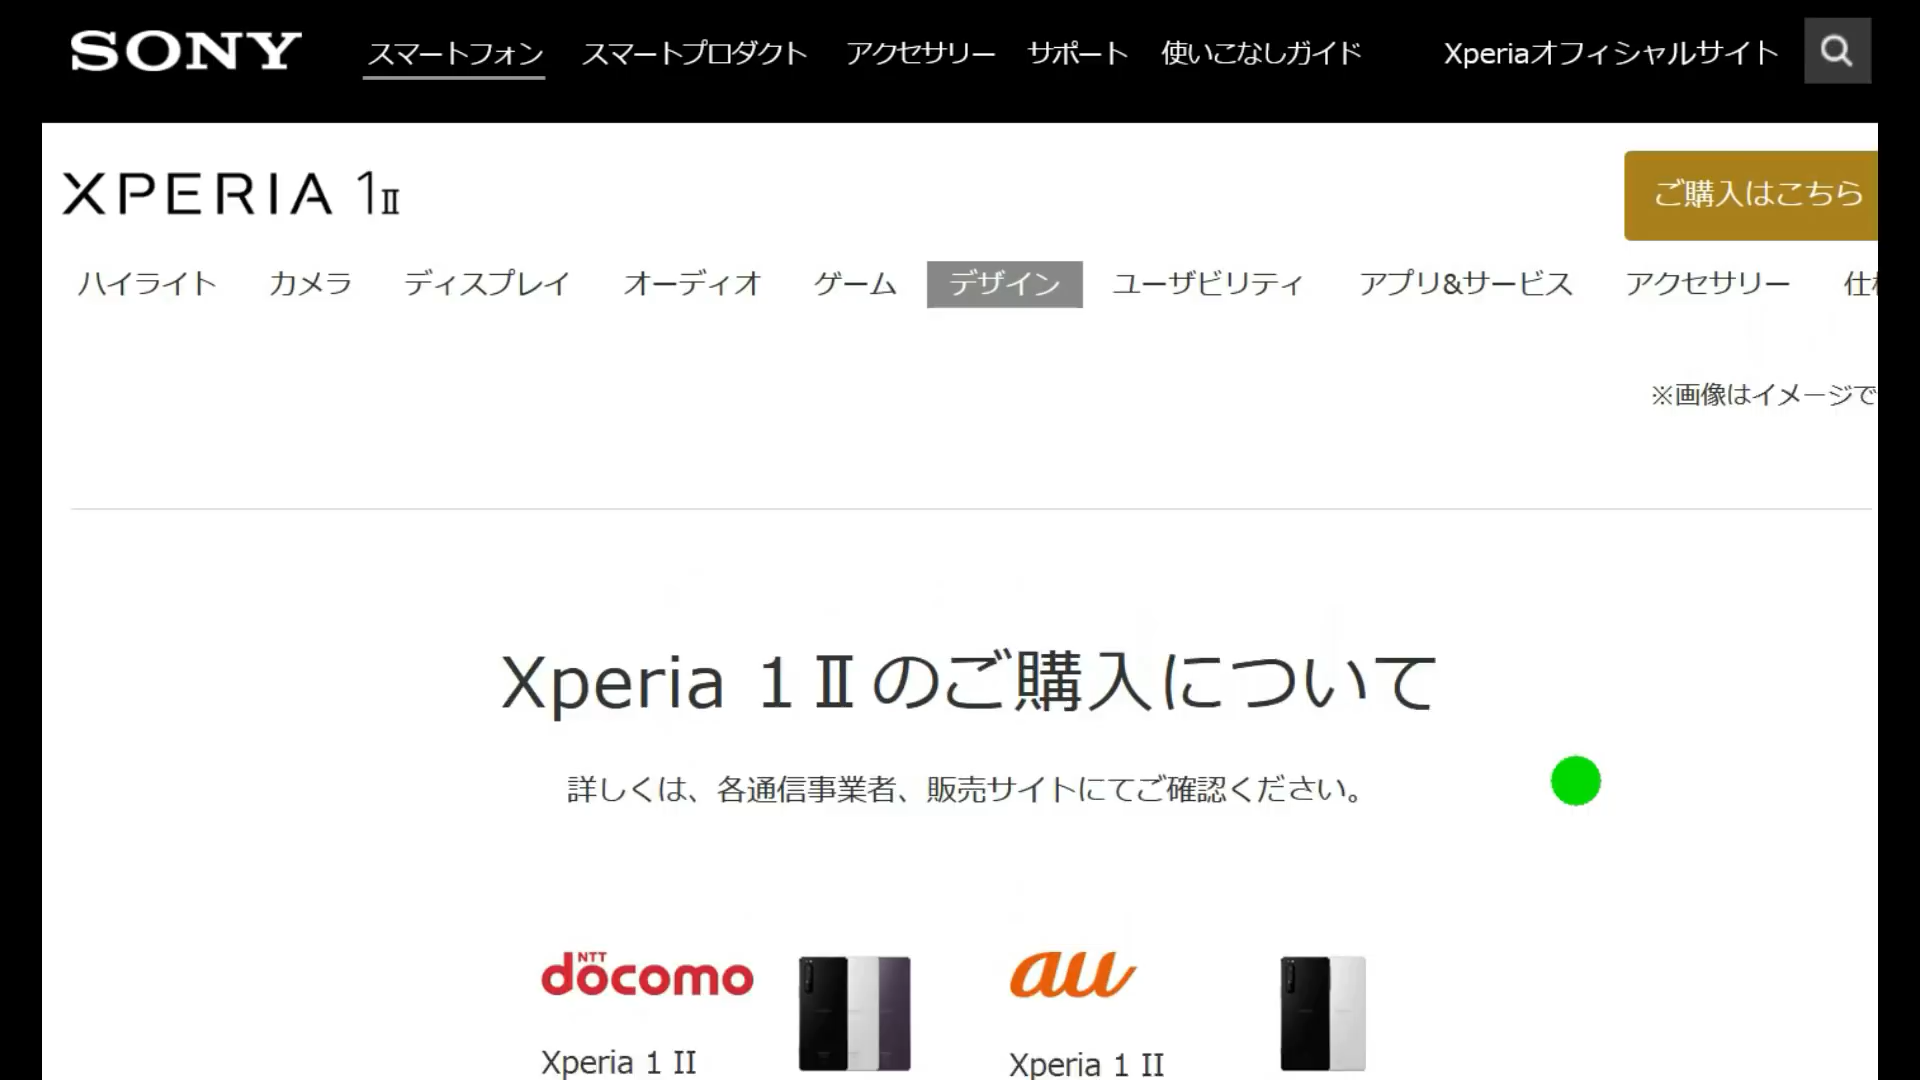 SONY
スマートフォン スマートプロダクト アクセサリー サポート 使いこなしガイド Xperiaオフィシャルサイト
XPERIA 1Ⅱ
ご購入はこちら
ハイライト カメラ ディスプレイ オーディオ ゲーム デザイン ユーザビリティ アプリ&サービス アクセサリー 仕
※画像はイメージで
Xperia 1Ⅱのご購入について
詳しくは、各通信事業者、販売サイトにてご確認ください。
NTT
docomo
au
Xperia 1 II
Xperia 1 II